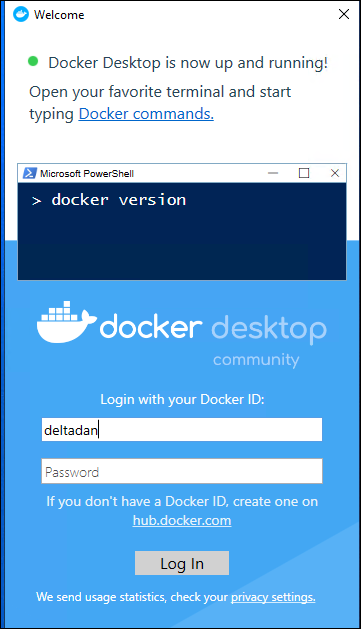 Welcome
Docker Desktop is now up and running!
Open your favorite terminal and start
typing Docker commands.
Microsoft PowerShell
> docker version
docker desktop
community
Login with your Docker ID:
deltadan
Password
If you don't have a Docker ID, create one on
hub.docker.com
Log In
We send usage statistics, check your privacy settings.